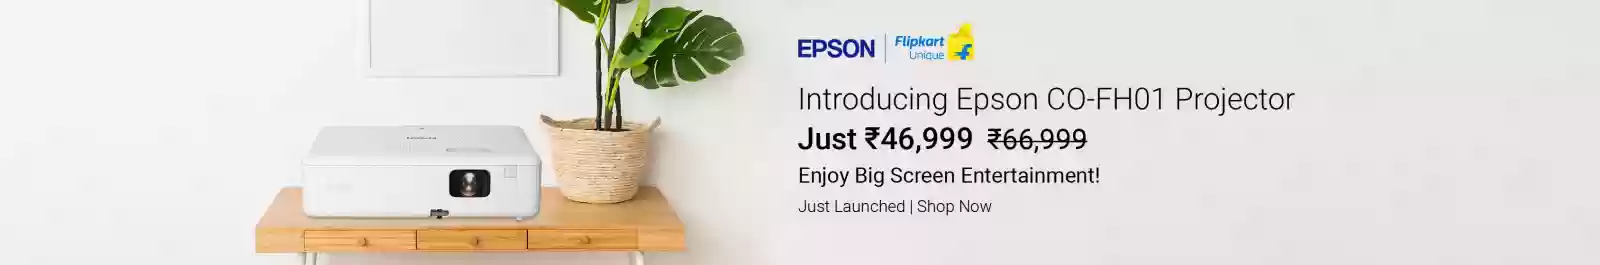 EPSON
Flipkart
Unique
Introducing Epson CO-FH01 Projector
Just ₹46,999 ₹66,999
Enjoy Big Screen Entertainment!
Just Launched | Shop Now